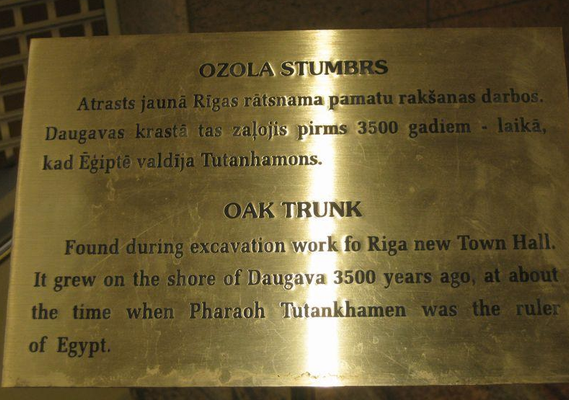 OZOLA STUMBRS
Atrasts jaunā Rīgas rātsnama pamatu rakšanas darbos.
Daugavas krastā tas zaļojis pirms 3500 gadiem - laikā,
kad Ēģiptē valdīja Tutanhamons.
OAK TRUNK
Found during excavation work fo Riga new Town Hall.
It grew on the shore of Daugava 3500 years ago, at about
the time when Pharaoh Tutankhamen was the ruler
of Egypt.